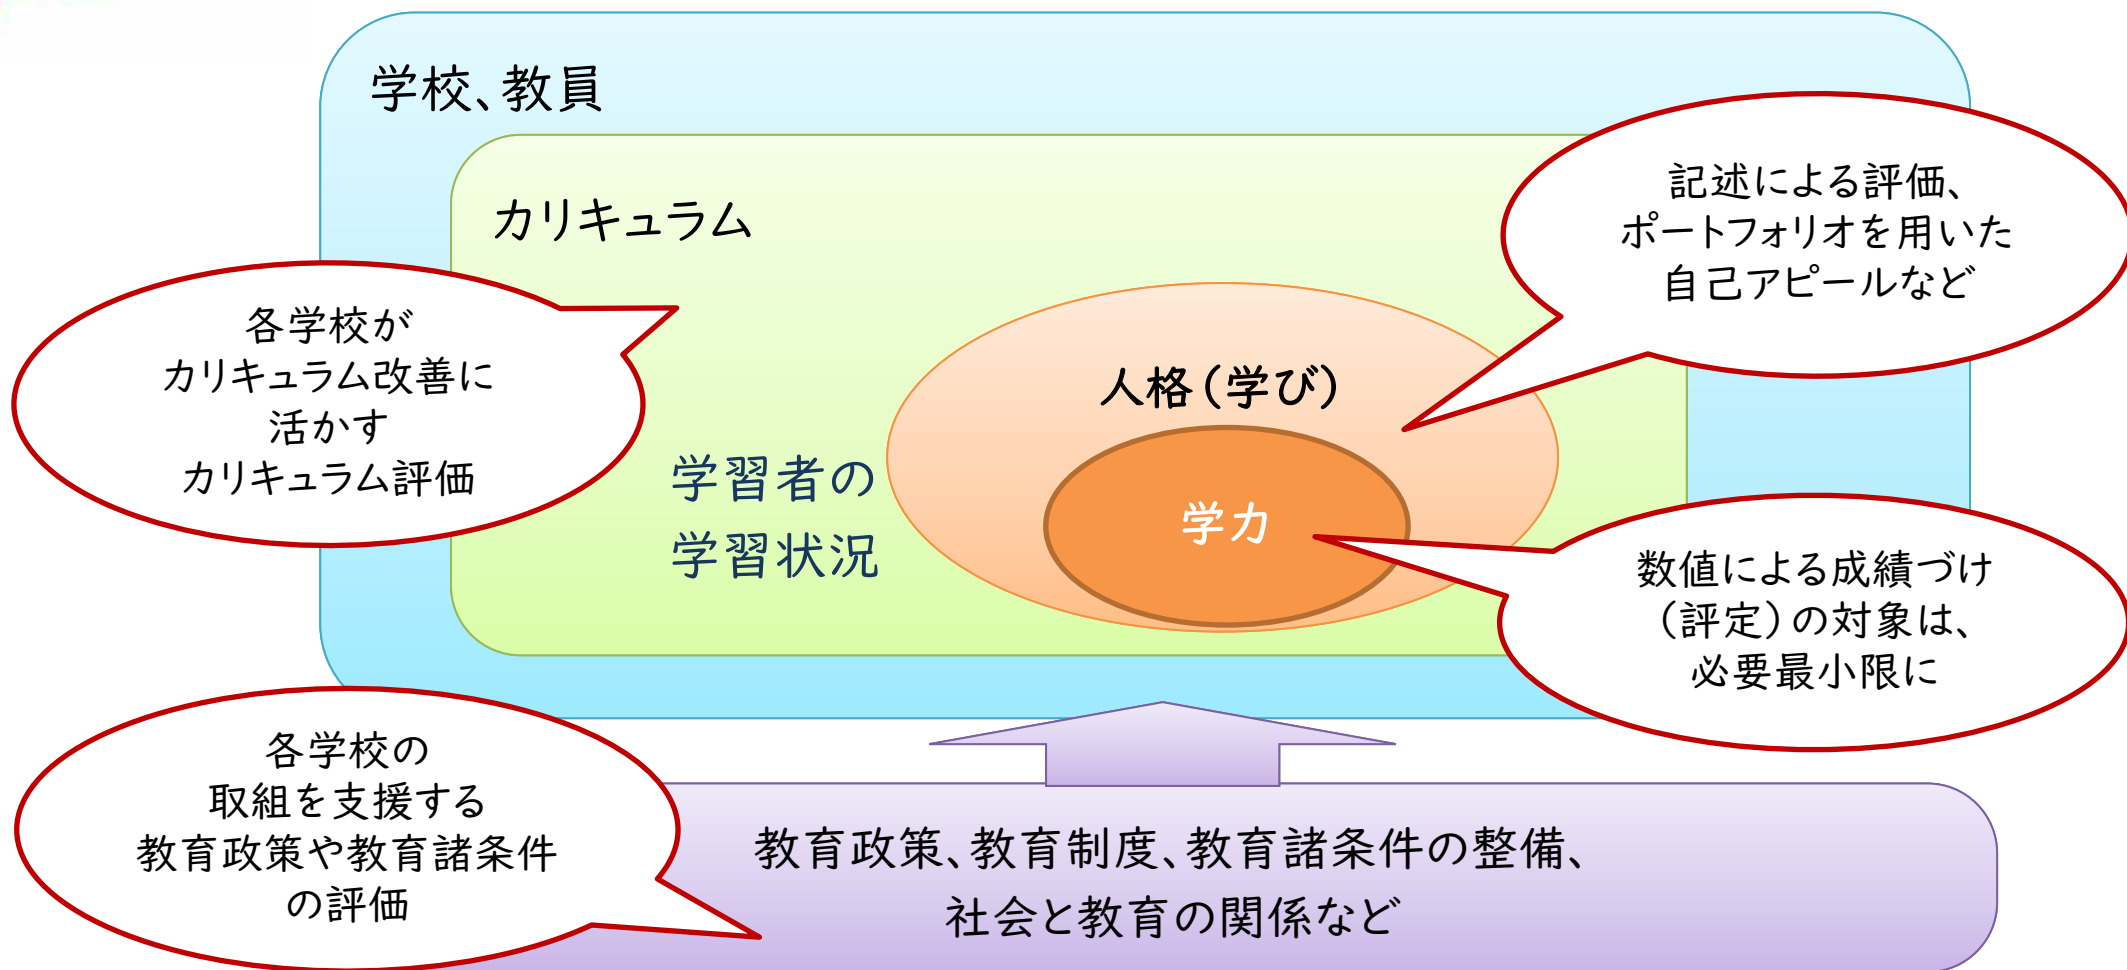 学校、教員
カリキュラム
記述による評価、
ポートフォリオを用いた
自己アピールなど
各学校が
カリキュラム改善に
活かす
カリキュラム評価
人格(学び)
学習者の
学習状況
学力
数値による成績づけ
(評定)の対象は、
必要最小限に
各学校の
取組を支援する
教育政策や教育諸条件
の評価
教育政策、教育制度、教育諸条件の整備、
社会と教育の関係など